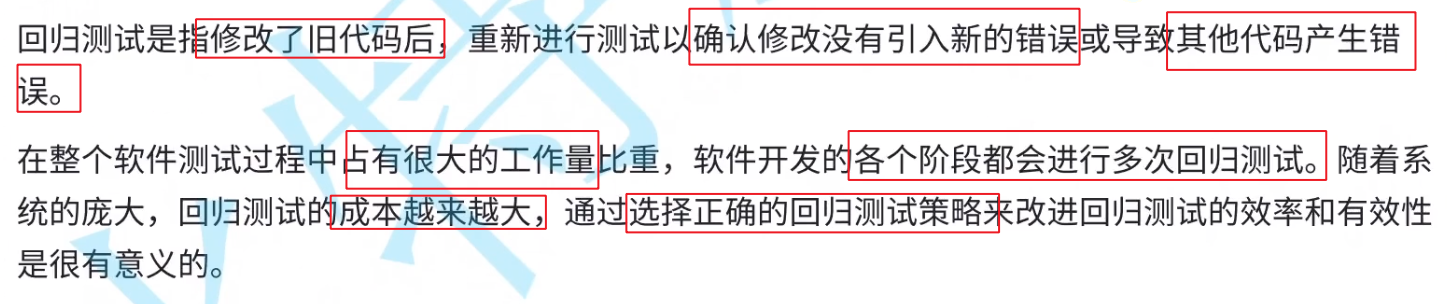 回归测试是指修改了旧代码后，重新进行测试以确认修改没有引入新的错误或导致其他代码产生错
误。
在整个软件测试过程中占有很大的工作量比重，软件开发的各个阶段都会进行多次回归测试。随着系
统的庞大，回归测试的成本越来越大，通过选择正确的回归测试策略来改进回归测试的效率和有效性
是很有意义的。